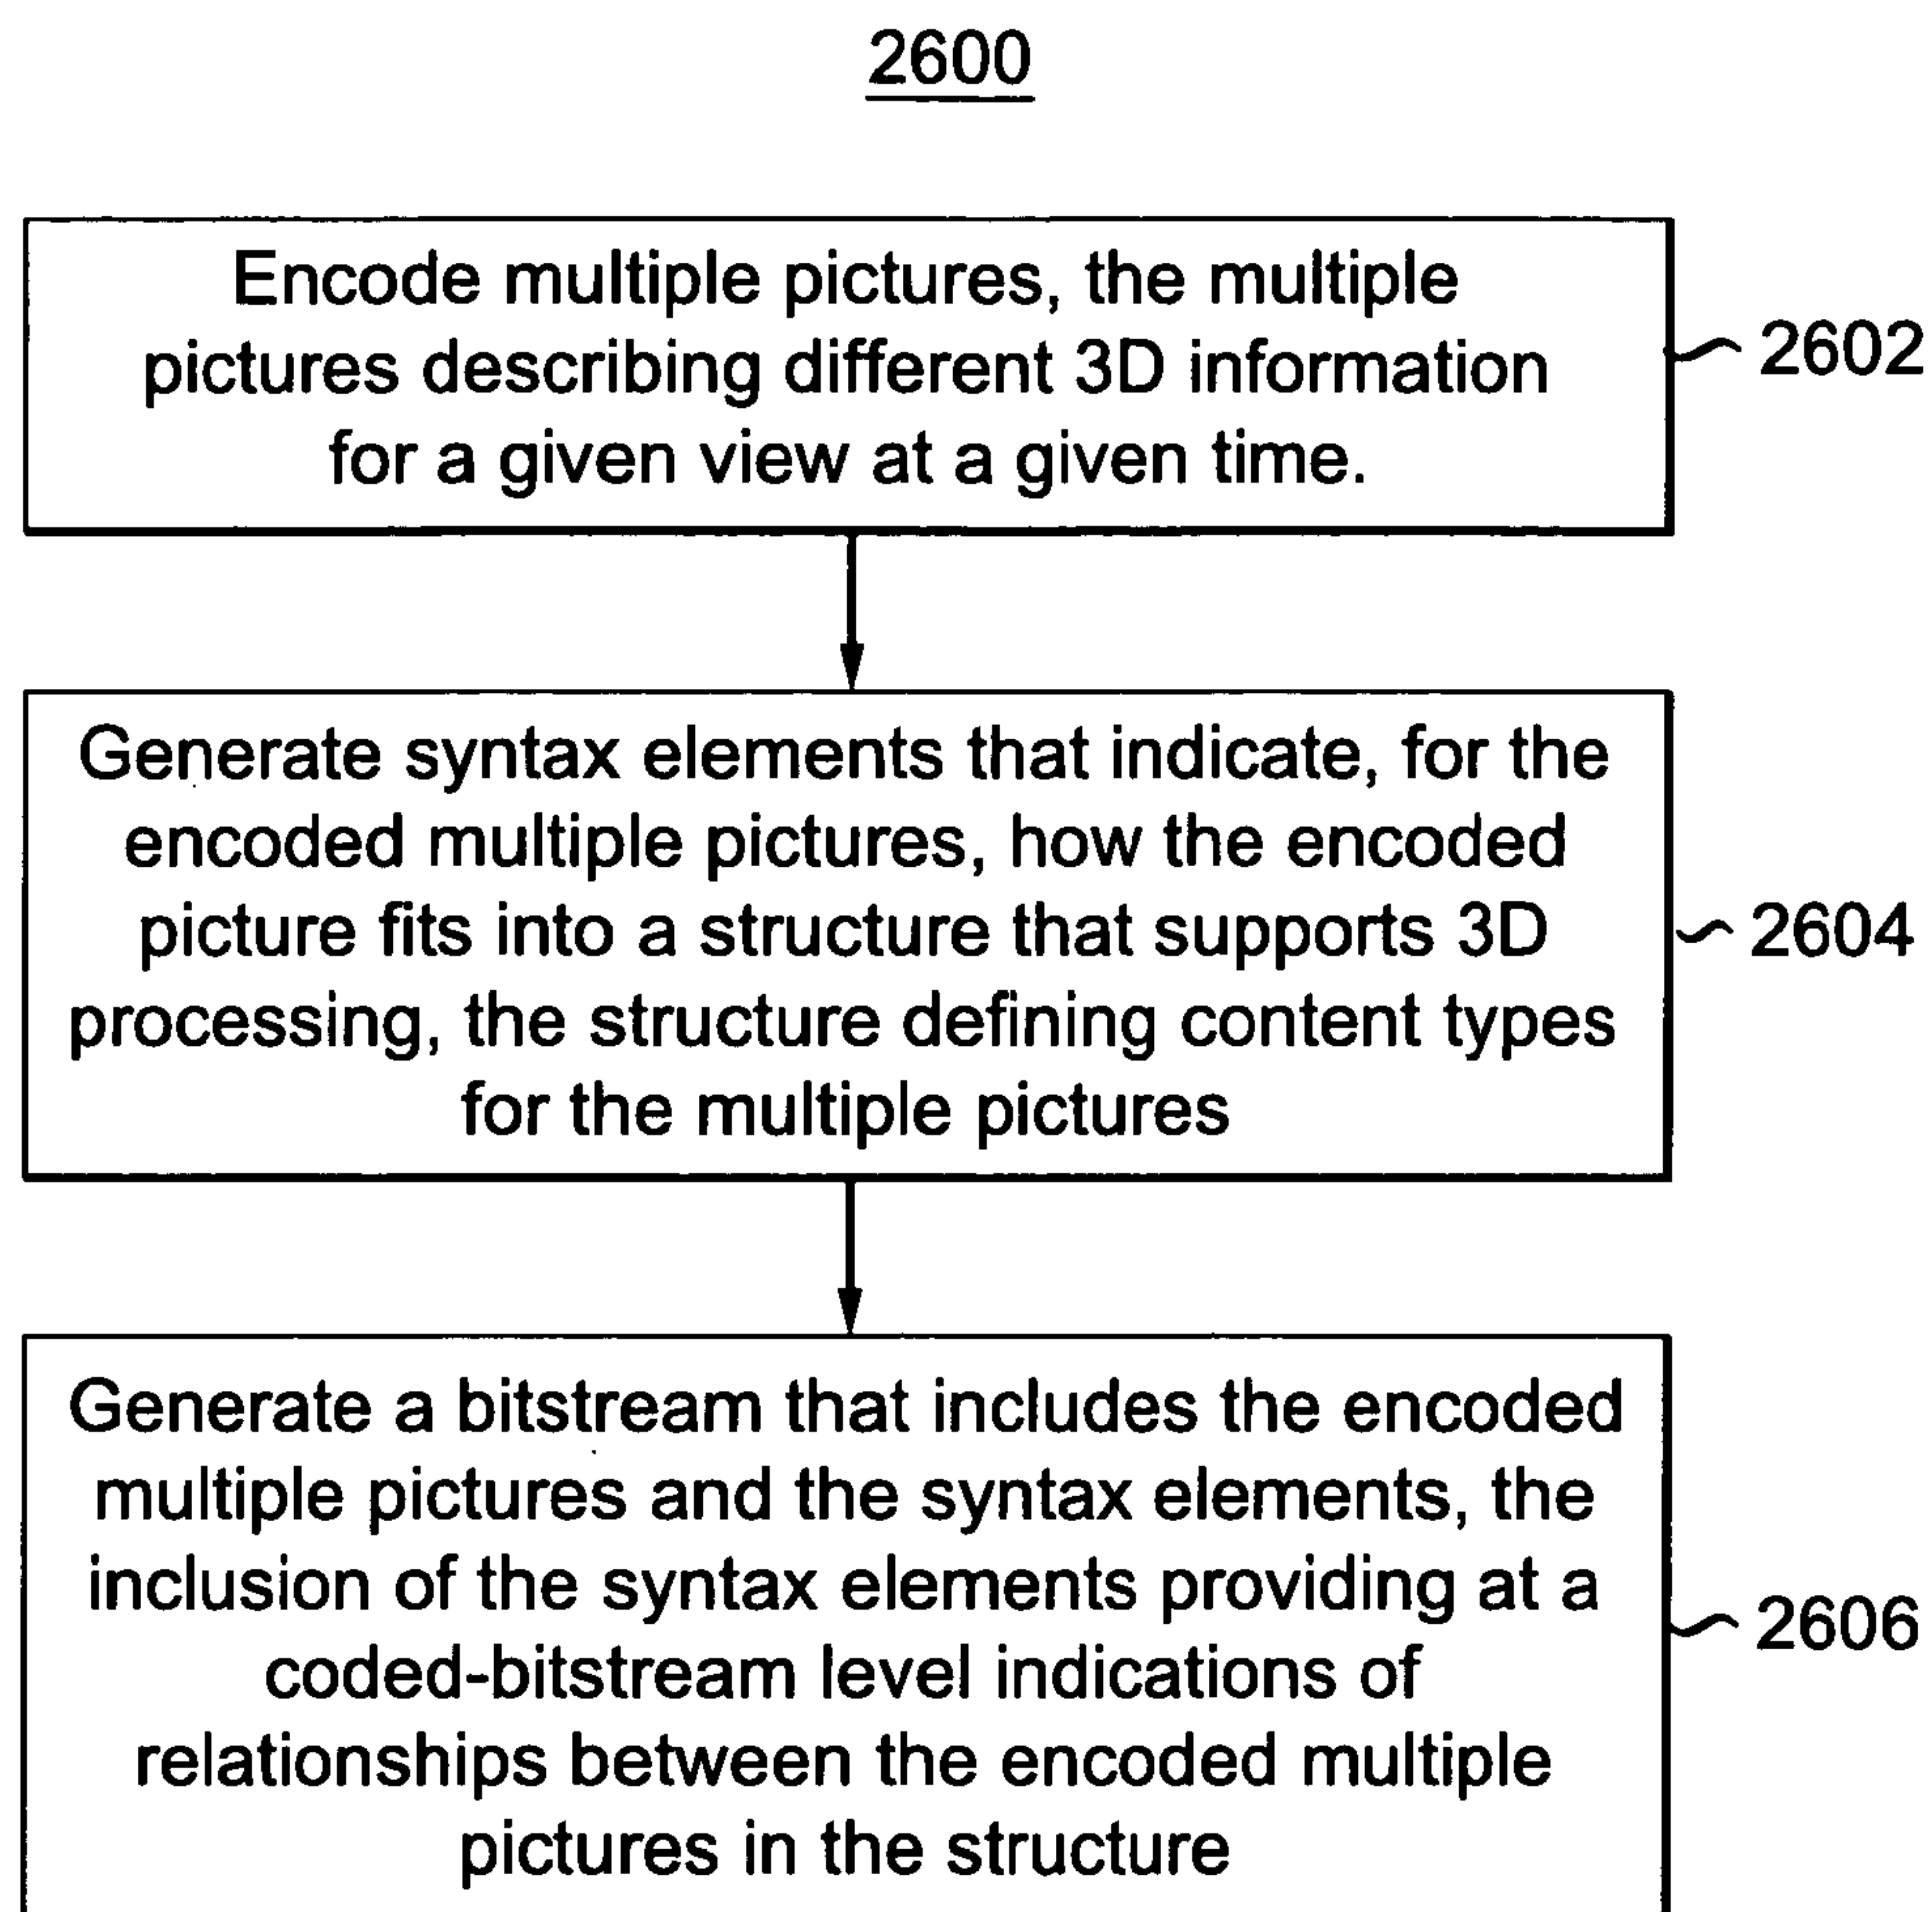 2600
Encode multiple pictures, the multiple
pictures describing different 3D information
for a given view at a given time.
2602
Generate syntax elements that indicate, for the
encoded multiple pictures, how the encoded
picture fits into a structure that supports 3D
processing, the structure defining content types
for the multiple pictures
2604
Generate a bitstream that includes the encoded
multiple pictures and the syntax elements, the
inclusion of the syntax elements providing at a
coded-bitstream level indications of
relationships between the encoded multiple
pictures in the structure
2606